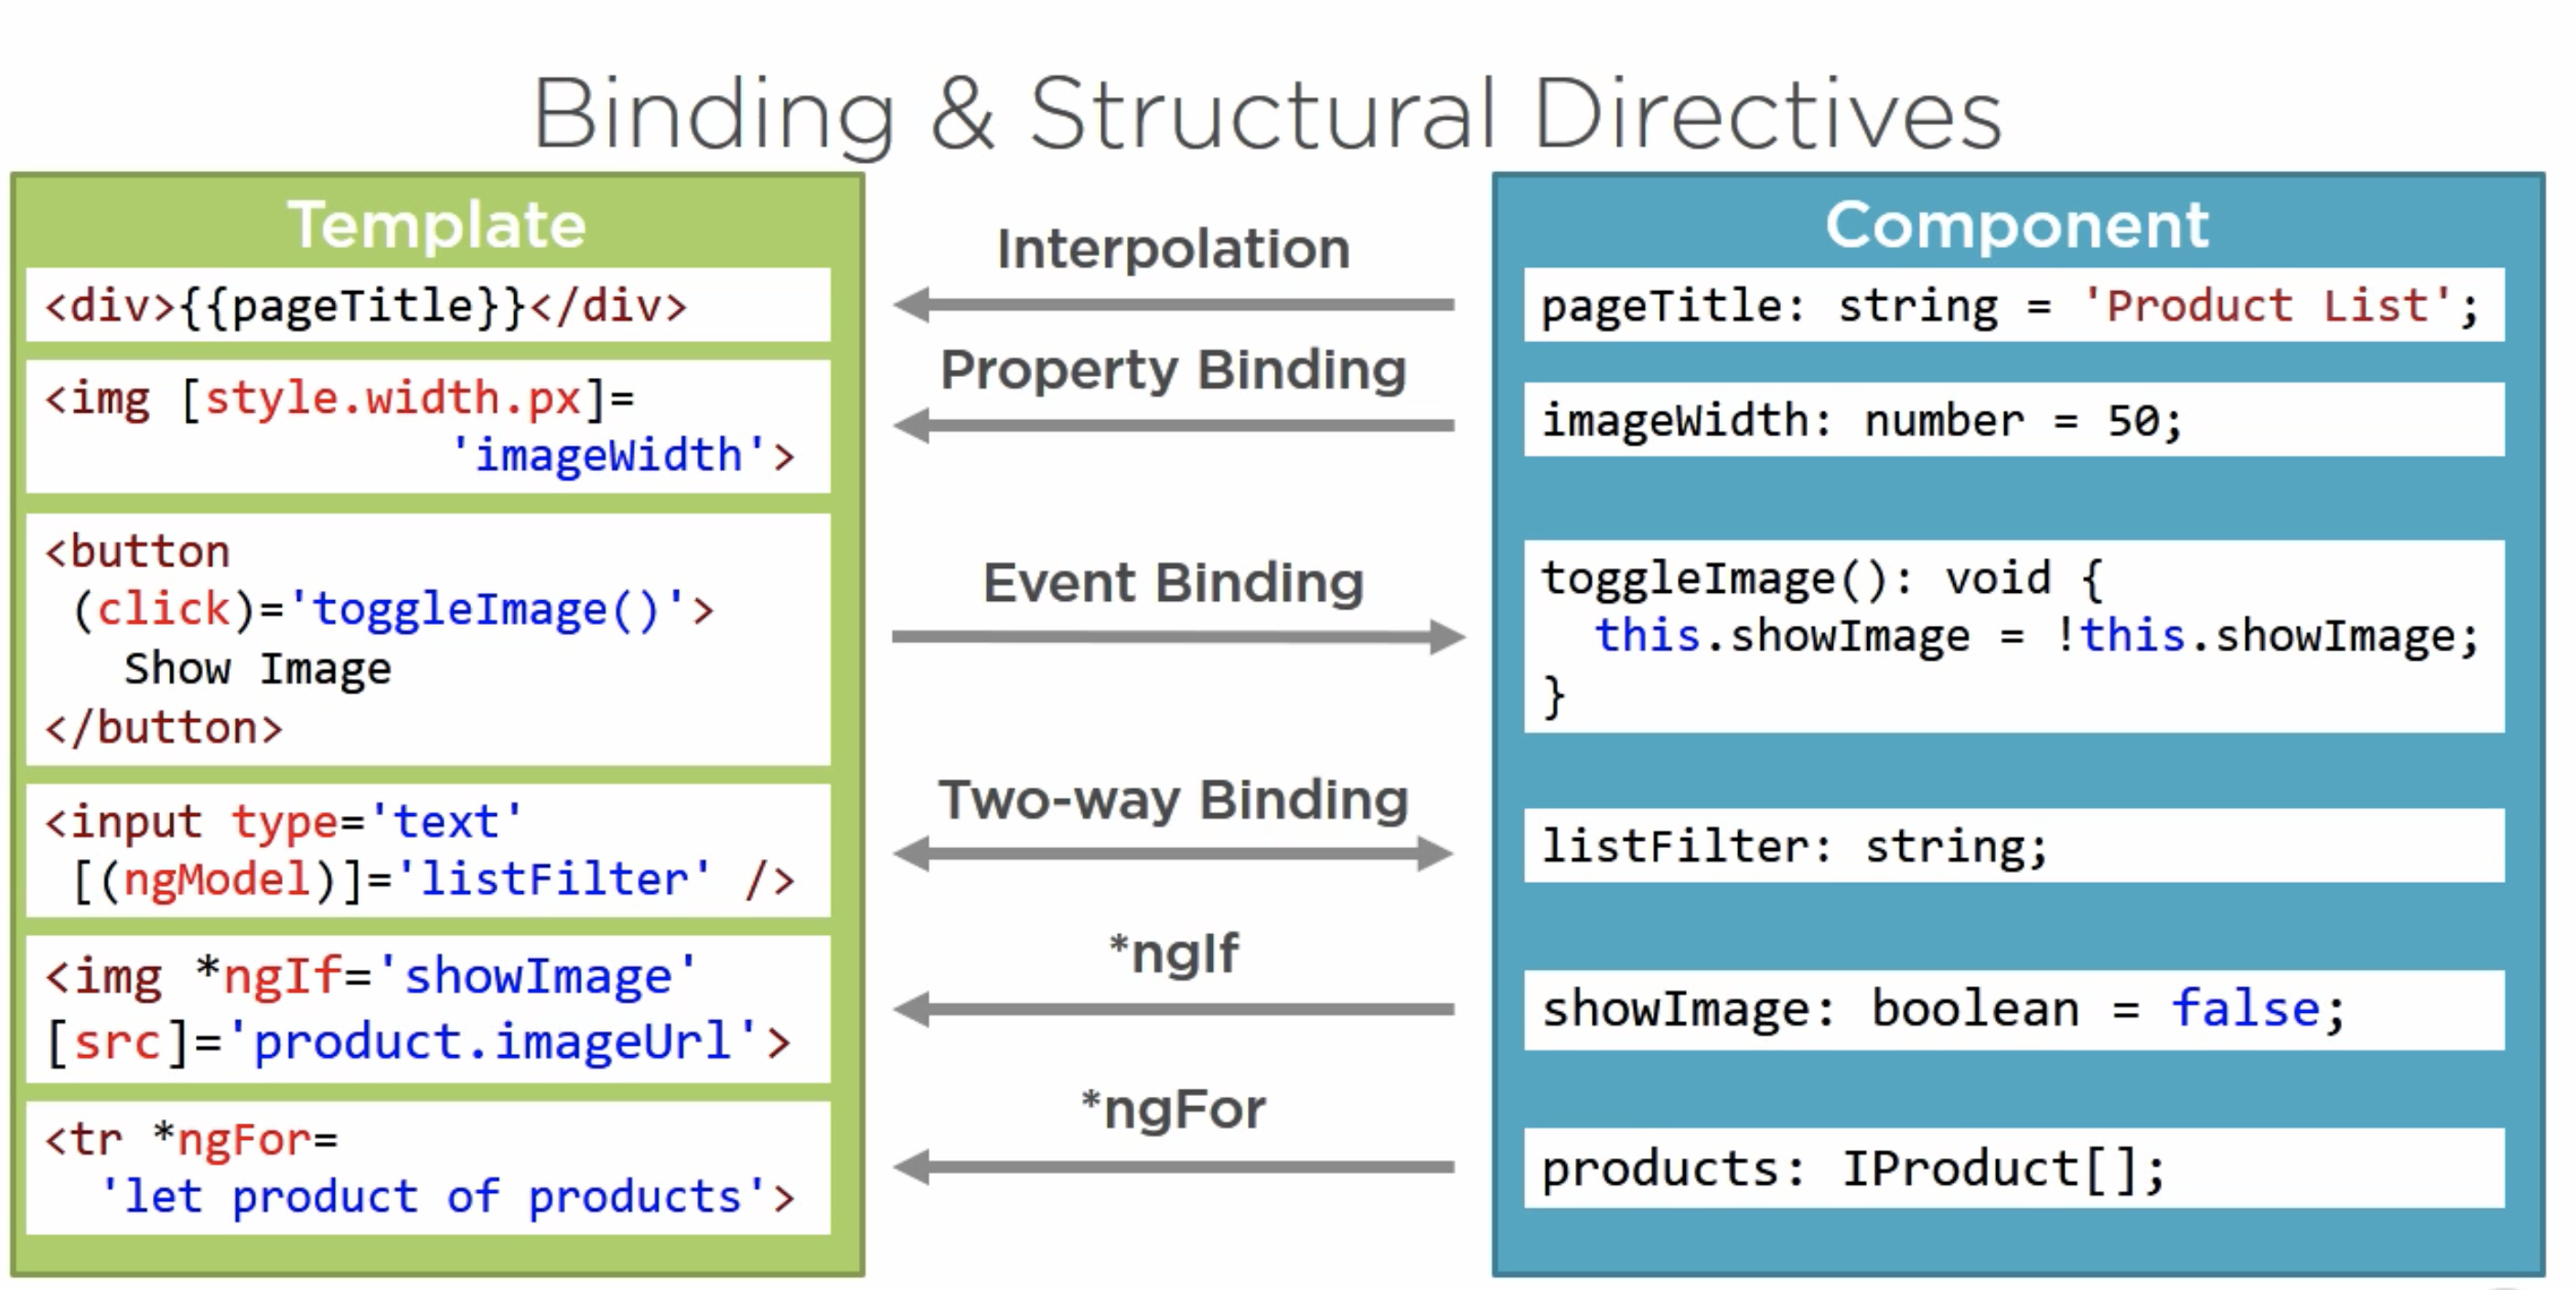 Binding & Structural Directives
Template
<div>{{pageTitle}}</div>
<img [style.width.px]=
'imageWidth'>
<button
(click)='toggleImage()'>
Show Image
</button>
<input type='text'
[(ngModel)]='listFilter' />
<img *ngIf='showImage'
[src]='product.imageUrl'>
<tr *ngFor=
'let product of products'>
Interpolation
Property Binding
Event Binding
Two-way Binding
*ngIf
*ngFor
Component
pageTitle: string = 'Product List';
imageWidth: number = 50;
toggleImage(): void {
this.showImage = !this.showImage;
}
listFilter: string;
showImage: boolean = false;
products: IProduct[];